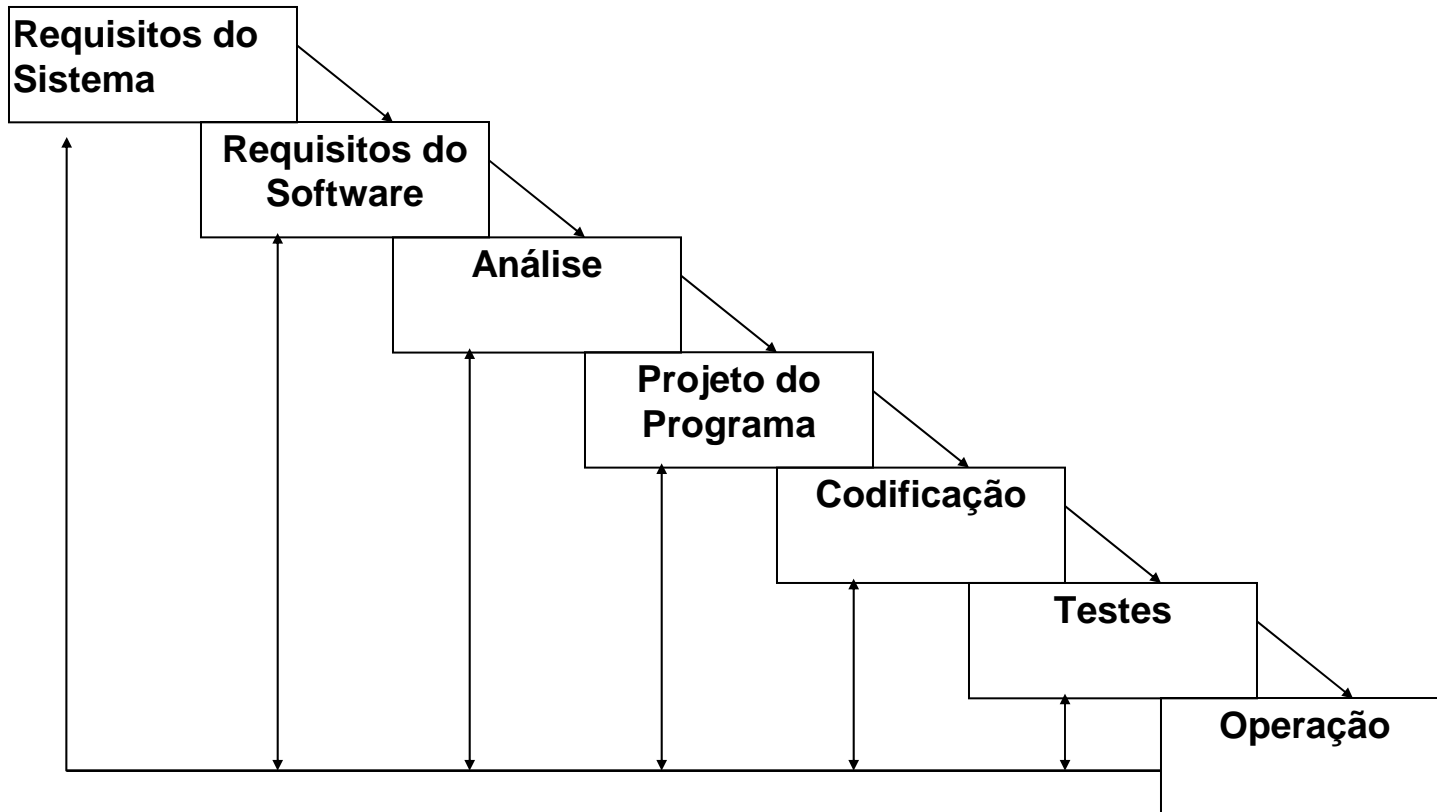 Requisitos do
Sistema
Requisitos do
Software
Análise
Projeto do
Programa
Codificação
Testes
Operação